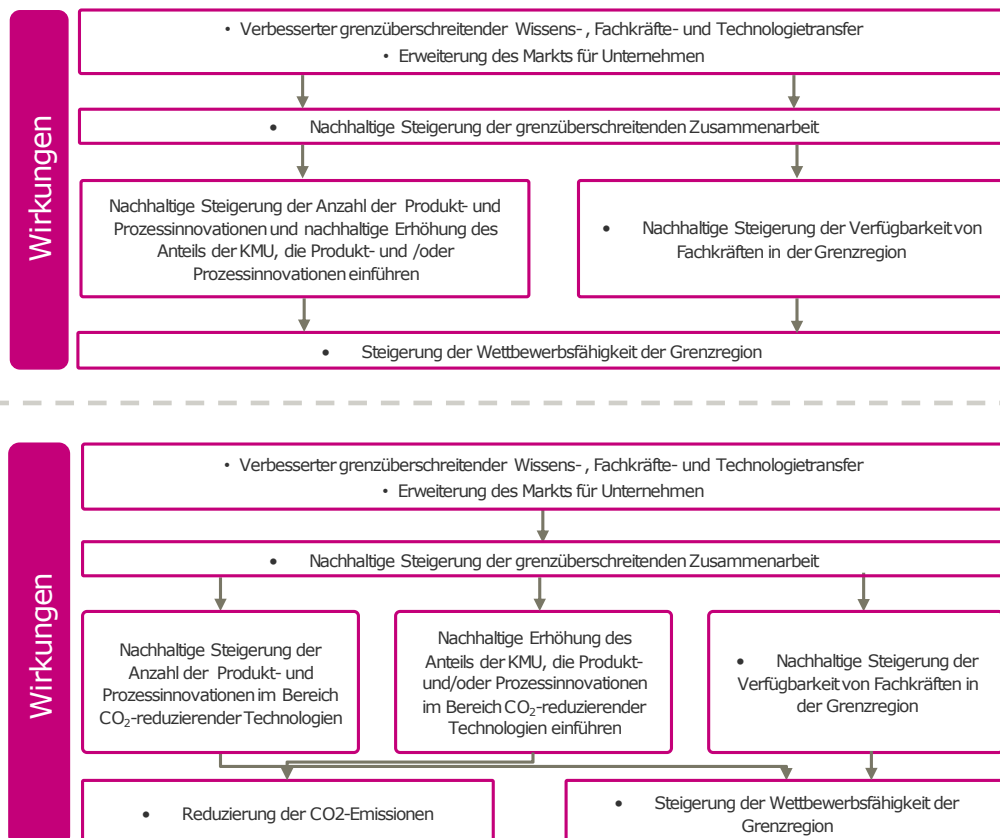 Wirkungen
• Verbesserter grenzüberschreitender Wissens-, Fachkräfte- und Technologietransfer
• Erweiterung des Markts für Unternehmen
• Nachhaltige Steigerung der grenzüberschreitenden Zusammenarbeit
Nachhaltige Steigerung der Anzahl der Produkt- und
Prozessinnovationen und nachhaltige Erhöhung des
Anteils der KMU, die Produkt- und /oder
Prozessinnovationen einführen
• Nachhaltige Steigerung der Verfügbarkeit von
Fachkräften in der Grenzregion
• Steigerung der Wettbewerbsfähigkeit der Grenzregion
Wirkungen
• Verbesserter grenzüberschreitender Wissens-, Fachkräfte- und Technologietransfer
• Erweiterung des Markts für Unternehmen
• Nachhaltige Steigerung der grenzüberschreitenden Zusammenarbeit
Nachhaltige Steigerung der
Anzahl der Produkt- und
Prozessinnovationen im Bereich
CO₂-reduzierender Technologien
Nachhaltige Erhöhung des
Anteils der KMU, die Produkt-
und/oder Prozessinnovationen
im Bereich CO₂-reduzierender
Technologien einführen
• Nachhaltige Steigerung der
Verfügbarkeit von Fachkräften in
der Grenzregion
• Reduzierung der CO2-Emissionen
• Steigerung der Wettbewerbsfähigkeit der
Grenzregion